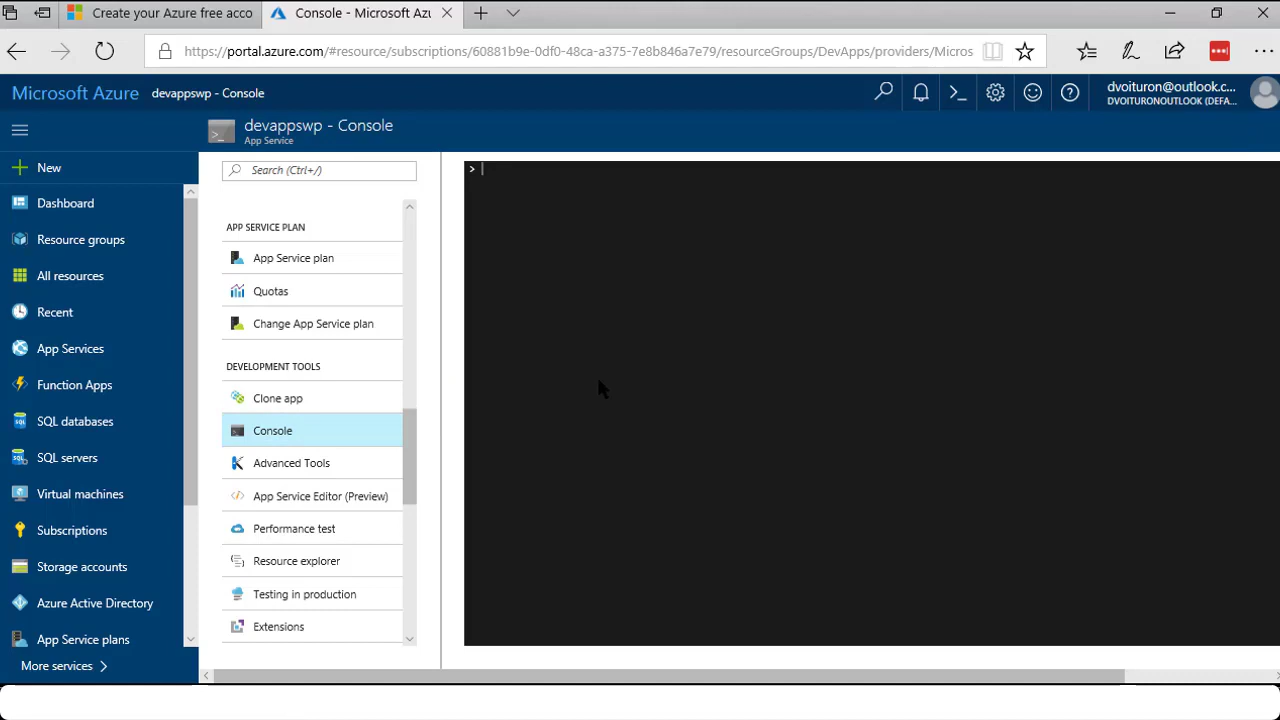 Create your Azure free acco
Console - Microsoft Azu
https://portal.azure.com/#resource/subscriptions/60881b9e-0df0-48ca-a375-7e8b846a7e79/resourceGroups/DevApps/providers/Micros
Microsoft Azure
devappswp - Console
dvoituron@outlook.c...
DVOITURONOUTLOOK (DEFA...
devappswp - Console
App Service
New
Dashboard
Resource groups
All resources
Recent
App Services
Function Apps
SQL databases
SQL servers
Virtual machines
Subscriptions
Storage accounts
Azure Active Directory
App Service plans
More services
Search (Ctrl+/)
APP SERVICE PLAN
App Service plan
Quotas
Change App Service plan
DEVELOPMENT TOOLS
Clone app
Console
Advanced Tools
App Service Editor (Preview)
Performance test
Resource explorer
Testing in production
Extensions
>